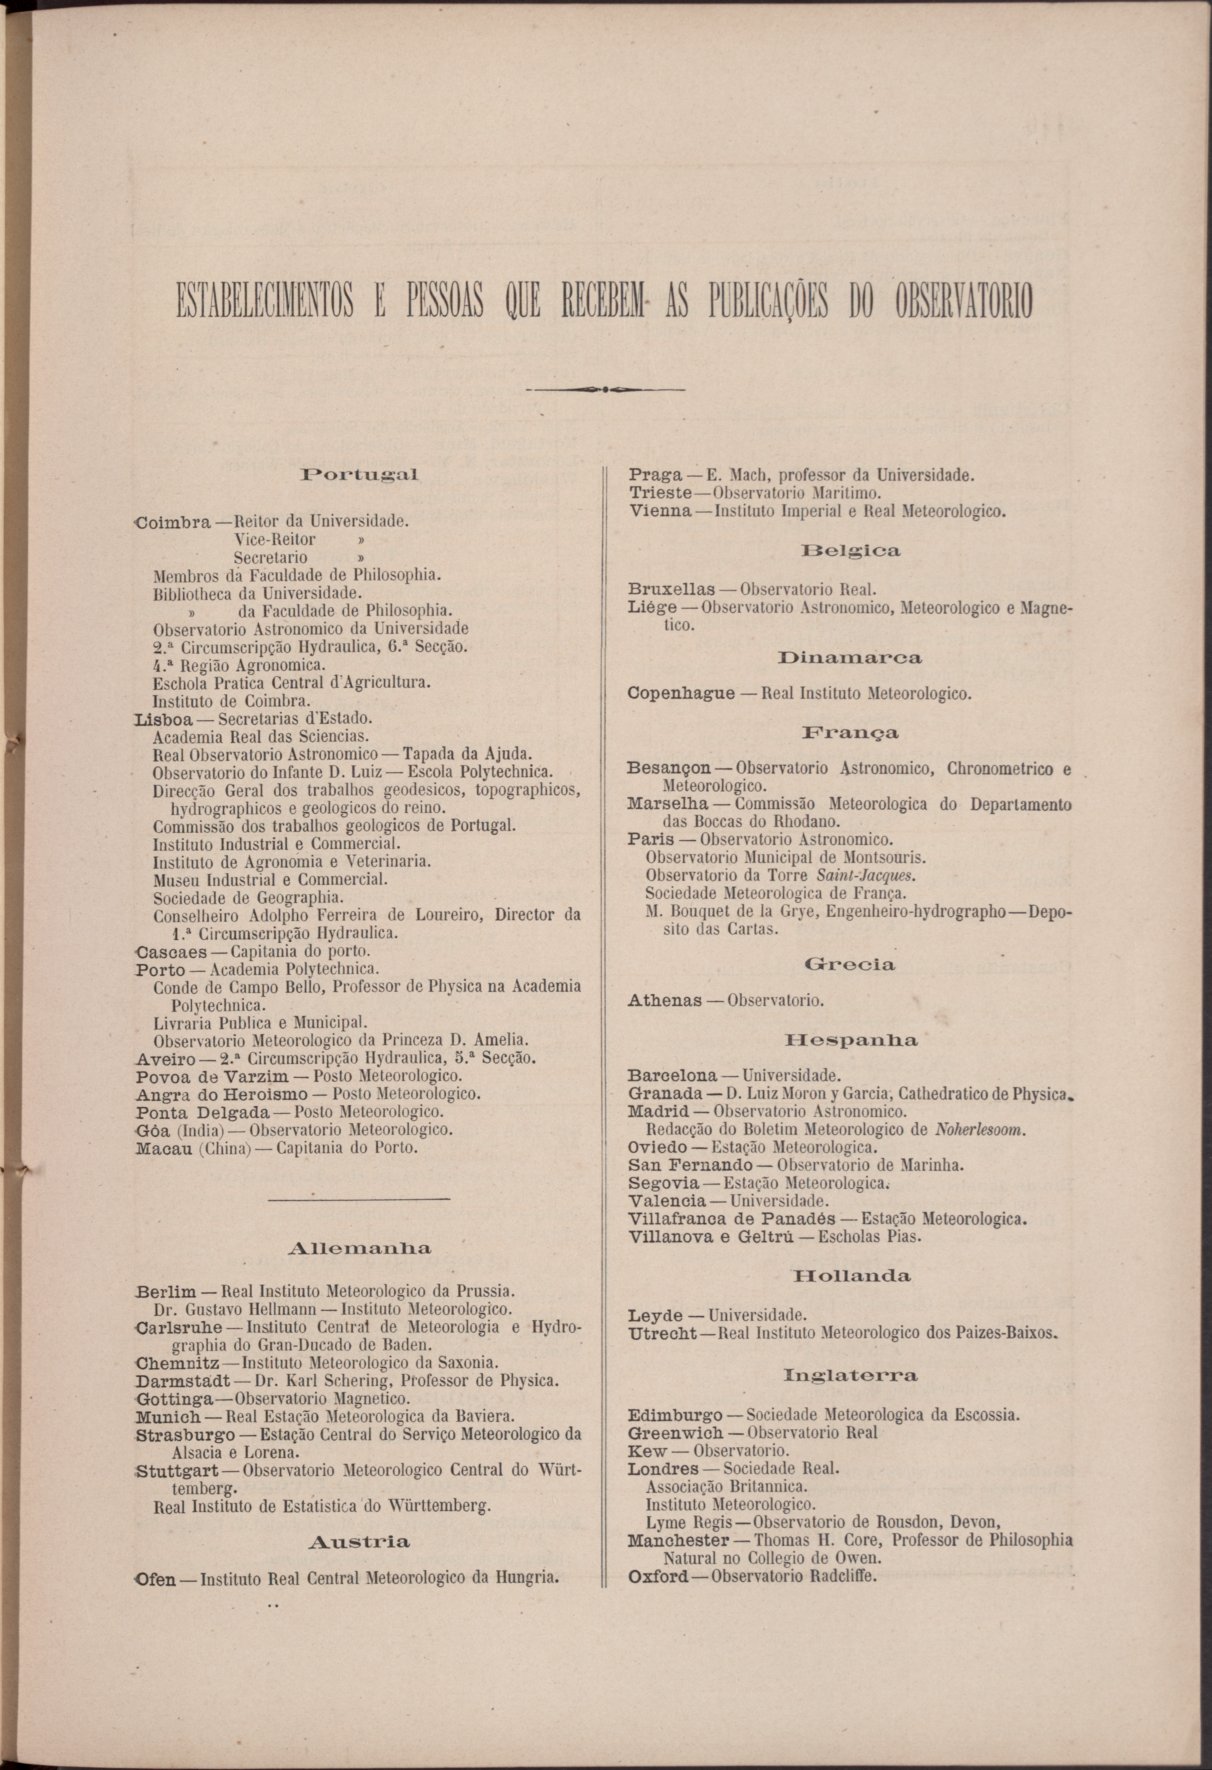 ESTABELECIMENTOS E PESSOAS QUE RECEBEM AS PUBLICAÇÕES DO OBSERVATORIO
Portugal
Coimbra — Reitor da Universidade.
Vice-Reitor »
Secretario »
Membros da Faculdade de Philosophia.
Bibliotheca da Universidade.
» da Faculdade de Philosophia.
Observatorio Astronomico da Universidade
2.ª Circumscripção Hydraulica, 6.ª Secção.
4.ª Região Agronomica.
Eschola Pratica Central d'Agricultura.
Instituto de Coimbra.
Lisboa — Secretarias d'Estado.
Academia Real das Sciencias.
Real Observatorio Astronomico — Tapada da Ajuda.
Observatorio do Infante D. Luiz — Escola Polytechnica.
Direcção Geral dos trabalhos geodesicos, topographicos,
hydrographicos e geologicos do reino.
Commissão dos trabalhos geologicos de Portugal.
Instituto Industrial e Commercial.
Instituto de Agronomia e Veterinaria.
Museu Industrial e Commercial.
Sociedade de Geographia.
Conselheiro Adolpho Ferreira de Loureiro, Director da
1.ª Circumscripção Hydraulica.
Cascaes — Capitania do porto.
Porto — Academia Polytechnica.
Conde de Campo Bello, Professor de Physica na Academia
Polytechnica.
Livraria Publica e Municipal.
Observatorio Meteorologico da Princeza D. Amelia.
Aveiro — 2.ª Circumscripção Hydraulica, 5.ª Secção.
Povoa de Varzim — Posto Meteorologico.
Angra do Heroismo — Posto Meteorologico.
Ponta Delgada — Posto Meteorologico.
Gôa (India) — Observatorio Meteorologico.
Macau (China) — Capitania do Porto.
Allemanha
Berlim — Real Instituto Meteorologico da Prussia.
Dr. Gustavo Hellmann — Instituto Meteorologico.
Carlsruhe — Instituto Central de Meteorologia e Hydro-
graphia do Gran-Ducado de Baden.
Chemnitz — Instituto Meteorologico da Saxonia.
Darmstadt — Dr. Karl Schering, Professor de Physica.
Gottinga — Observatorio Magnetico.
Munich — Real Estação Meteorologica da Baviera.
Strasburgo — Estação Central do Serviço Meteorologico da
Alsacia e Lorena.
Stuttgart — Observatorio Meteorologico Central do Würt-
temberg.
Real Instituto de Estatistica do Württemberg.
Austria
Ofen — Instituto Real Central Meteorologico da Hungria.
Praga — E. Mach, professor da Universidade.
Trieste — Observatorio Maritimo.
Vienna — Instituto Imperial e Real Meteorologico.
Belgica
Bruxellas — Observatorio Real.
Liége — Observatorio Astronomico, Meteorologico e Magne-
tico.
Dinamarca
Copenhague — Real Instituto Meteorologico.
França
Besançon — Observatorio Astronomico, Chronometrico e
Meteorologico.
Marselha — Commissão Meteorologica do Departamento
das Boccas do Rhodano.
Paris — Observatorio Astronomico.
Observatorio Municipal de Montsouris.
Observatorio da Torre Saint-Jacques.
Sociedade Meteorologica de França.
M. Bouquet de la Grye, Engenheiro-hydrographo — Depo-
sito das Cartas.
Grecia
Athenas — Observatorio.
Hespanha
Barcelona — Universidade.
Granada — D. Luiz Moron y Garcia, Cathedratico de Physica.
Madrid — Observatorio Astronomico.
Redacção do Boletim Meteorologico de Noherlesoom.
Oviedo — Estação Meteorologica.
San Fernando — Observatorio de Marinha.
Segovia — Estação Meteorologica.
Valencia — Universidade.
Villafranca de Panadés — Estação Meteorologica.
Villanova e Geltrú — Escholas Pias.
Hollanda
Leyde — Universidade.
Utrecht — Real Instituto Meteorologico dos Paizes-Baixos.
Inglaterra
Edimburgo — Sociedade Meteorologica da Escossia.
Greenwich — Observatorio Real
Kew — Observatorio.
Londres — Sociedade Real.
Associação Britannica.
Instituto Meteorologico.
Lyme Regis — Observatorio de Rousdon, Devon,
Manchester — Thomas H. Core, Professor de Philosophia
Natural no Collegio de Owen.
Oxford — Observatorio Radcliffe.